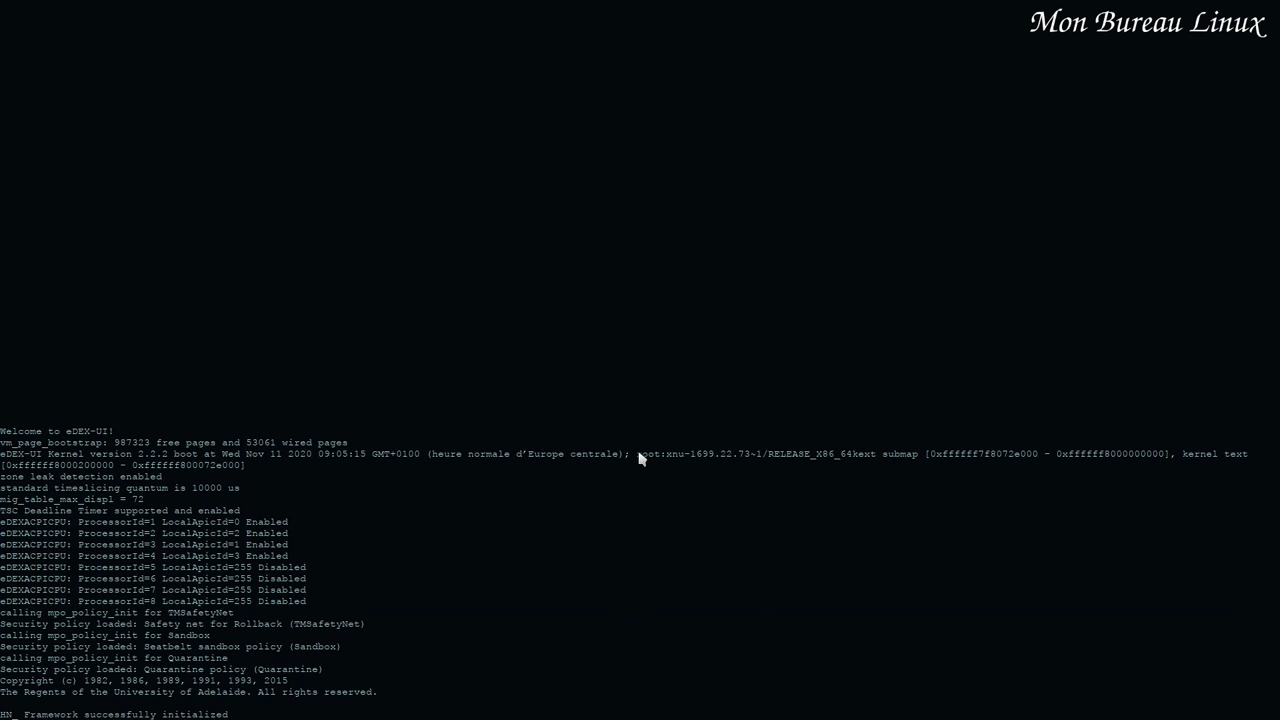 Mon Bureau Linux
Welcome to eDEX-UI!
vm_page_bootstrap: 987323 free pages and 53061 wired pages
eDEX-UI Kernel version 2.2.2 boot at Wed Nov 11 2020 09:05:15 GMT+0100 (heure normale d’Europe centrale); root:xnu-1699.22.73~1/RELEASE_X86_64kext submap [0xffffff7f8072e000 - 0xffffff8000000000], kernel text
[0xffffff8000200000 - 0xffffff800072e000]
zone leak detection enabled
standard timeslicing quantum is 10000 us
mig_table_max_displ = 72
TSC Deadline Timer supported and enabled
eDEXACPICPU: ProcessorId=1 LocalApicId=0 Enabled
eDEXACPICPU: ProcessorId=2 LocalApicId=2 Enabled
eDEXACPICPU: ProcessorId=3 LocalApicId=1 Enabled
eDEXACPICPU: ProcessorId=4 LocalApicId=3 Enabled
eDEXACPICPU: ProcessorId=5 LocalApicId=255 Disabled
eDEXACPICPU: ProcessorId=6 LocalApicId=255 Disabled
eDEXACPICPU: ProcessorId=7 LocalApicId=255 Disabled
eDEXACPICPU: ProcessorId=8 LocalApicId=255 Disabled
calling mpo_policy_init for TMSafetyNet
Security policy loaded: Safety net for Rollback (TMSafetyNet)
calling mpo_policy_init for Sandbox
Security policy loaded: Seatbelt sandbox policy (Sandbox)
calling mpo_policy_init for Quarantine
Security policy loaded: Quarantine policy (Quarantine)
Copyright (c) 1982, 1986, 1989, 1991, 1993, 2015
The Regents of the University of Adelaide. All rights reserved.
HN_ Framework successfully initialized